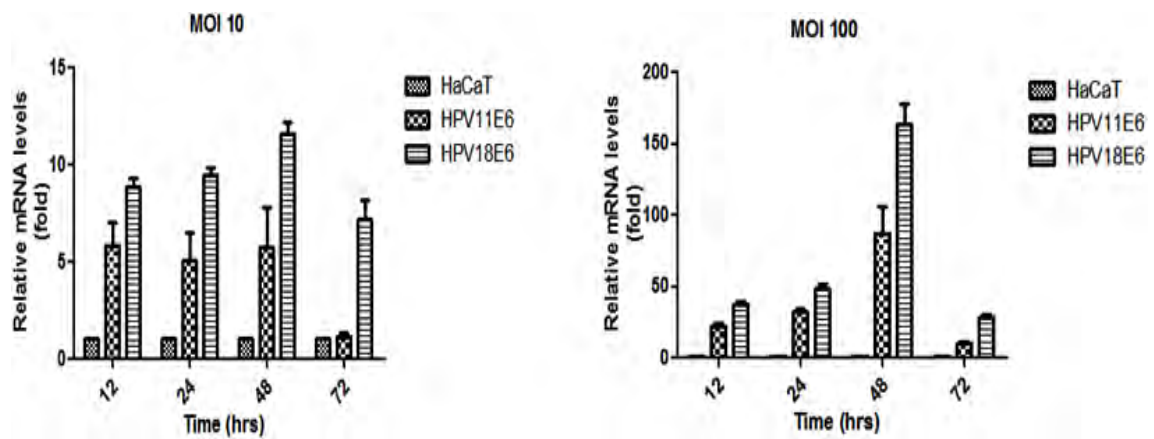 MOI 10
Relative mRNA levels
(fold)
15
10
5
0
12
24
48
72
Time (hrs)
HaCaT
HPV11E6
HPV18E6
MOI 100
Relative mRNA levels
(fold)
200
150
100
50
0
12
24
48
72
Time (hrs)
HaCaT
HPV11E6
HPV18E6